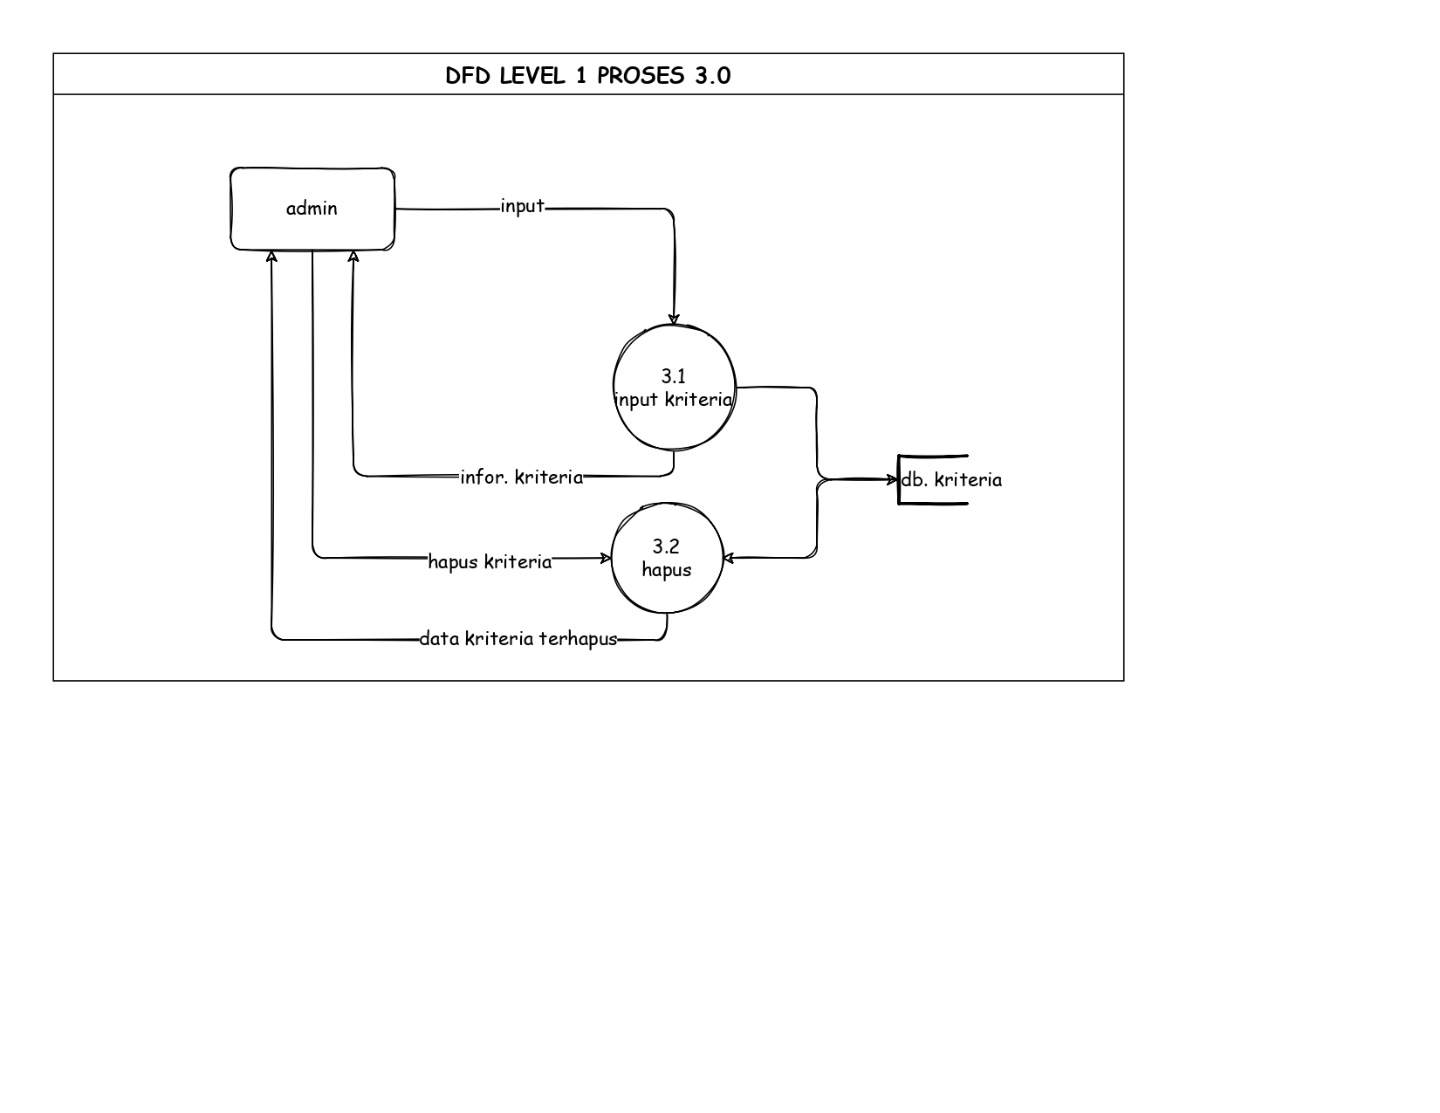 DFD LEVEL 1 PROSES 3.0
admin
input
3.1
input kriteria
infor. kriteria
db. kriteria
3.2
hapus
hapus kriteria
data kriteria terhapus